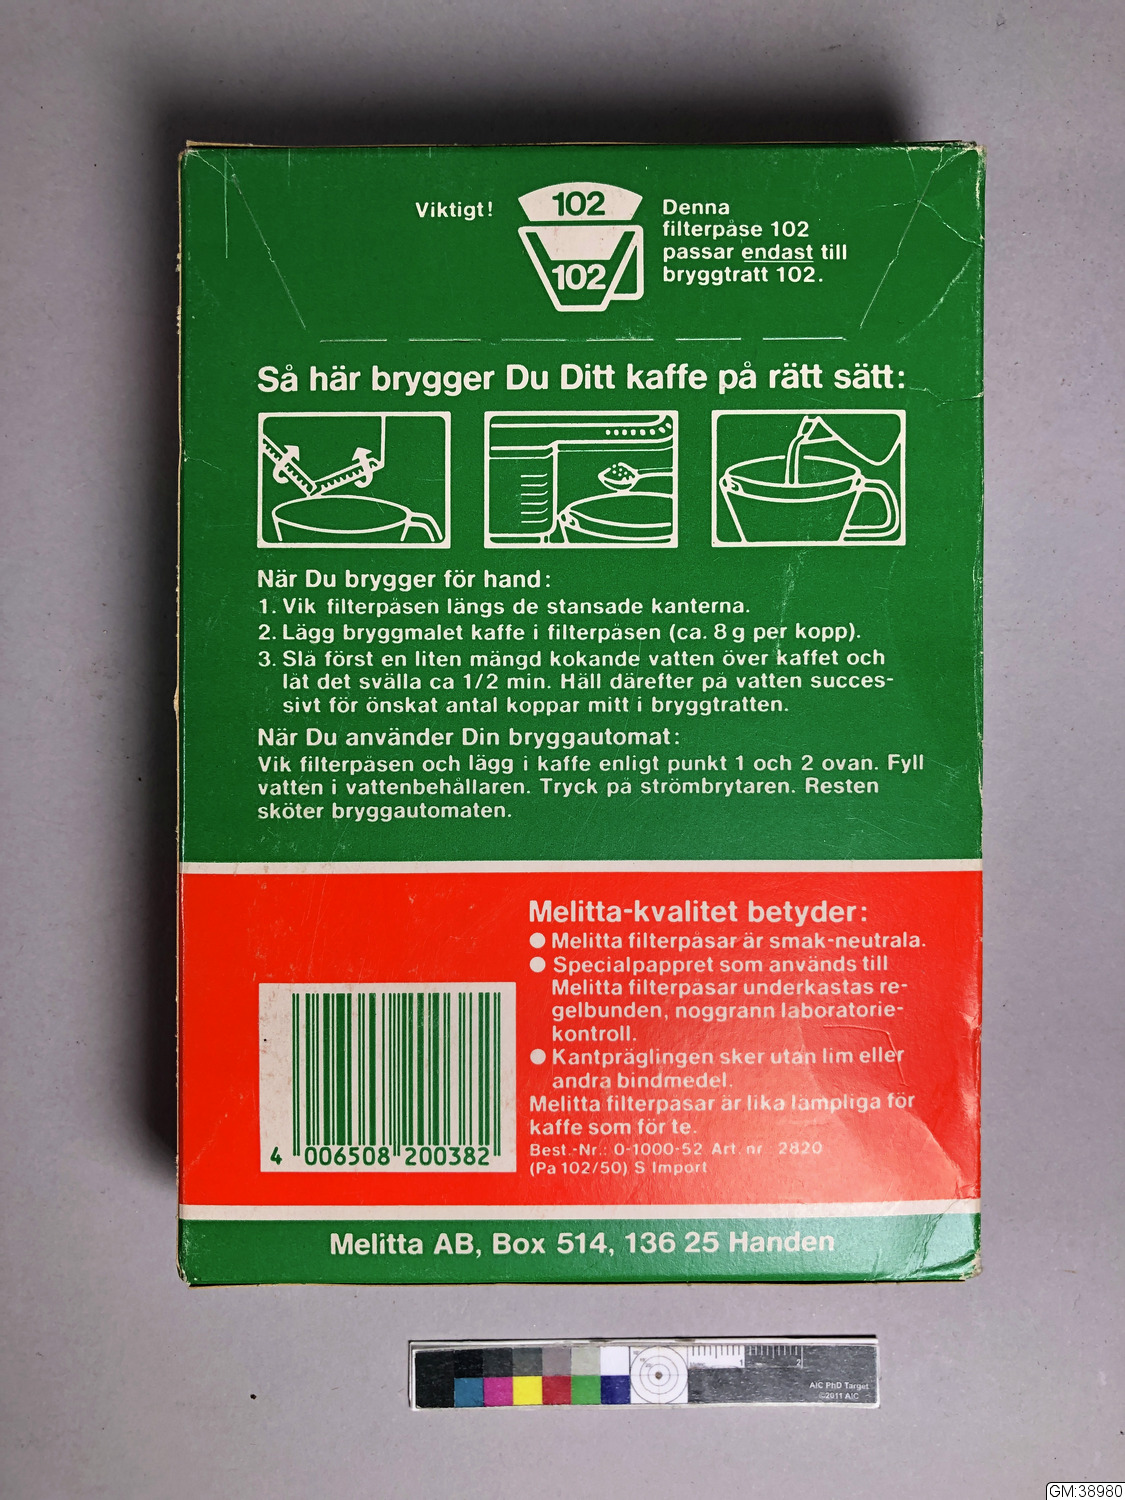 Viktigt!
102
102
Denna
filterpåse 102
passar endast till
bryggtratt 102.
Så här brygger Du Ditt kaffe på rätt sätt:
När Du brygger för hand:
1. Vik filterpåsen längs de stansade kanterna.
2. Lägg bryggmalet kaffe i filterpåsen (ca. 8 g per kopp).
3. Slå först en liten mängd kokande vatten över kaffet och
låt det svälla ca 1/2 min. Häll därefter på vatten succes-
sivt för önskat antal koppar mitt i bryggtratten.
När Du använder Din bryggautomat:
Vik filterpåsen och lägg i kaffe enligt punkt 1 och 2 ovan. Fyll
vatten i vattenbehållaren. Tryck på strömbrytaren. Resten
sköter bryggautomaten.
Melitta-kvalitet betyder:
● Melitta filterpåsar är smak-neutrala.
● Specialpappret som används till
Melitta filterpåsar underkastas re-
gelbunden, noggrann laboratorie-
kontroll.
● Kantpräglingen sker utan lim eller
andra bindmedel.
Melitta filterpåsar är lika lämpliga för
kaffe som för te.
Best.-Nr.: 0-1000-52 Art. nr 2820
(Pa 102/50) S Import
4 006508 200382
Melitta AB, Box 514, 136 25 Handen
1 2
AIC PhD Target
©2011 AIC
GM:38980